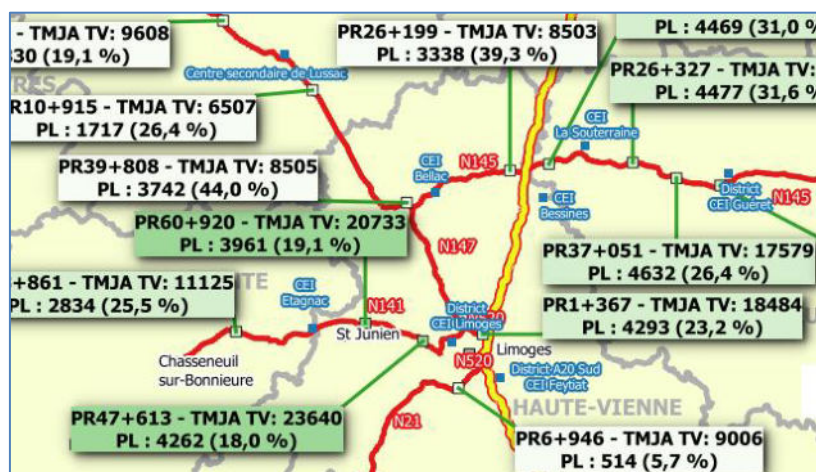 - TMJA TV: 9608
330 (19,1 %)
PR26+199 - TMJA TV: 8503
PL : 3338 (39,3 %)
PL : 4469 (31,0 %
PR26+327 - TMJA TV:
PL : 4477 (31,6 %)
Centre secondaire de Lussac
RES
PR10+915 - TMJA TV: 6507
PL : 1717 (26,4 %)
CEI
La Souterraine
PR39+808 - TMJA TV: 8505
PL : 3742 (44,0 %)
CEI
Bellac
N145
District
CEI Guéret
N145
CEI
Bessines
PR60+920 - TMJA TV: 20733
PL : 3961 (19,1 %)
N147
PR37+051 - TMJA TV: 17579
PL : 4632 (26,4 %)
+861 - TMJA TV: 11125
PL : 2834 (25,5 %)
NTE
CEI
Etagnac
N141
St Junien
District
CEI Limoges
N520
PR1+367 - TMJA TV: 18484
PL : 4293 (23,2 %)
Chasseneuil
sur-Bonnieure
N520
Limoges
District A20 Sud
CEI Feytiat
HAUTE-VIENNE
PR47+613 - TMJA TV: 23640
PL : 4262 (18,0 %)
N21
PR6+946 - TMJA TV: 9006
PL : 514 (5,7 %)